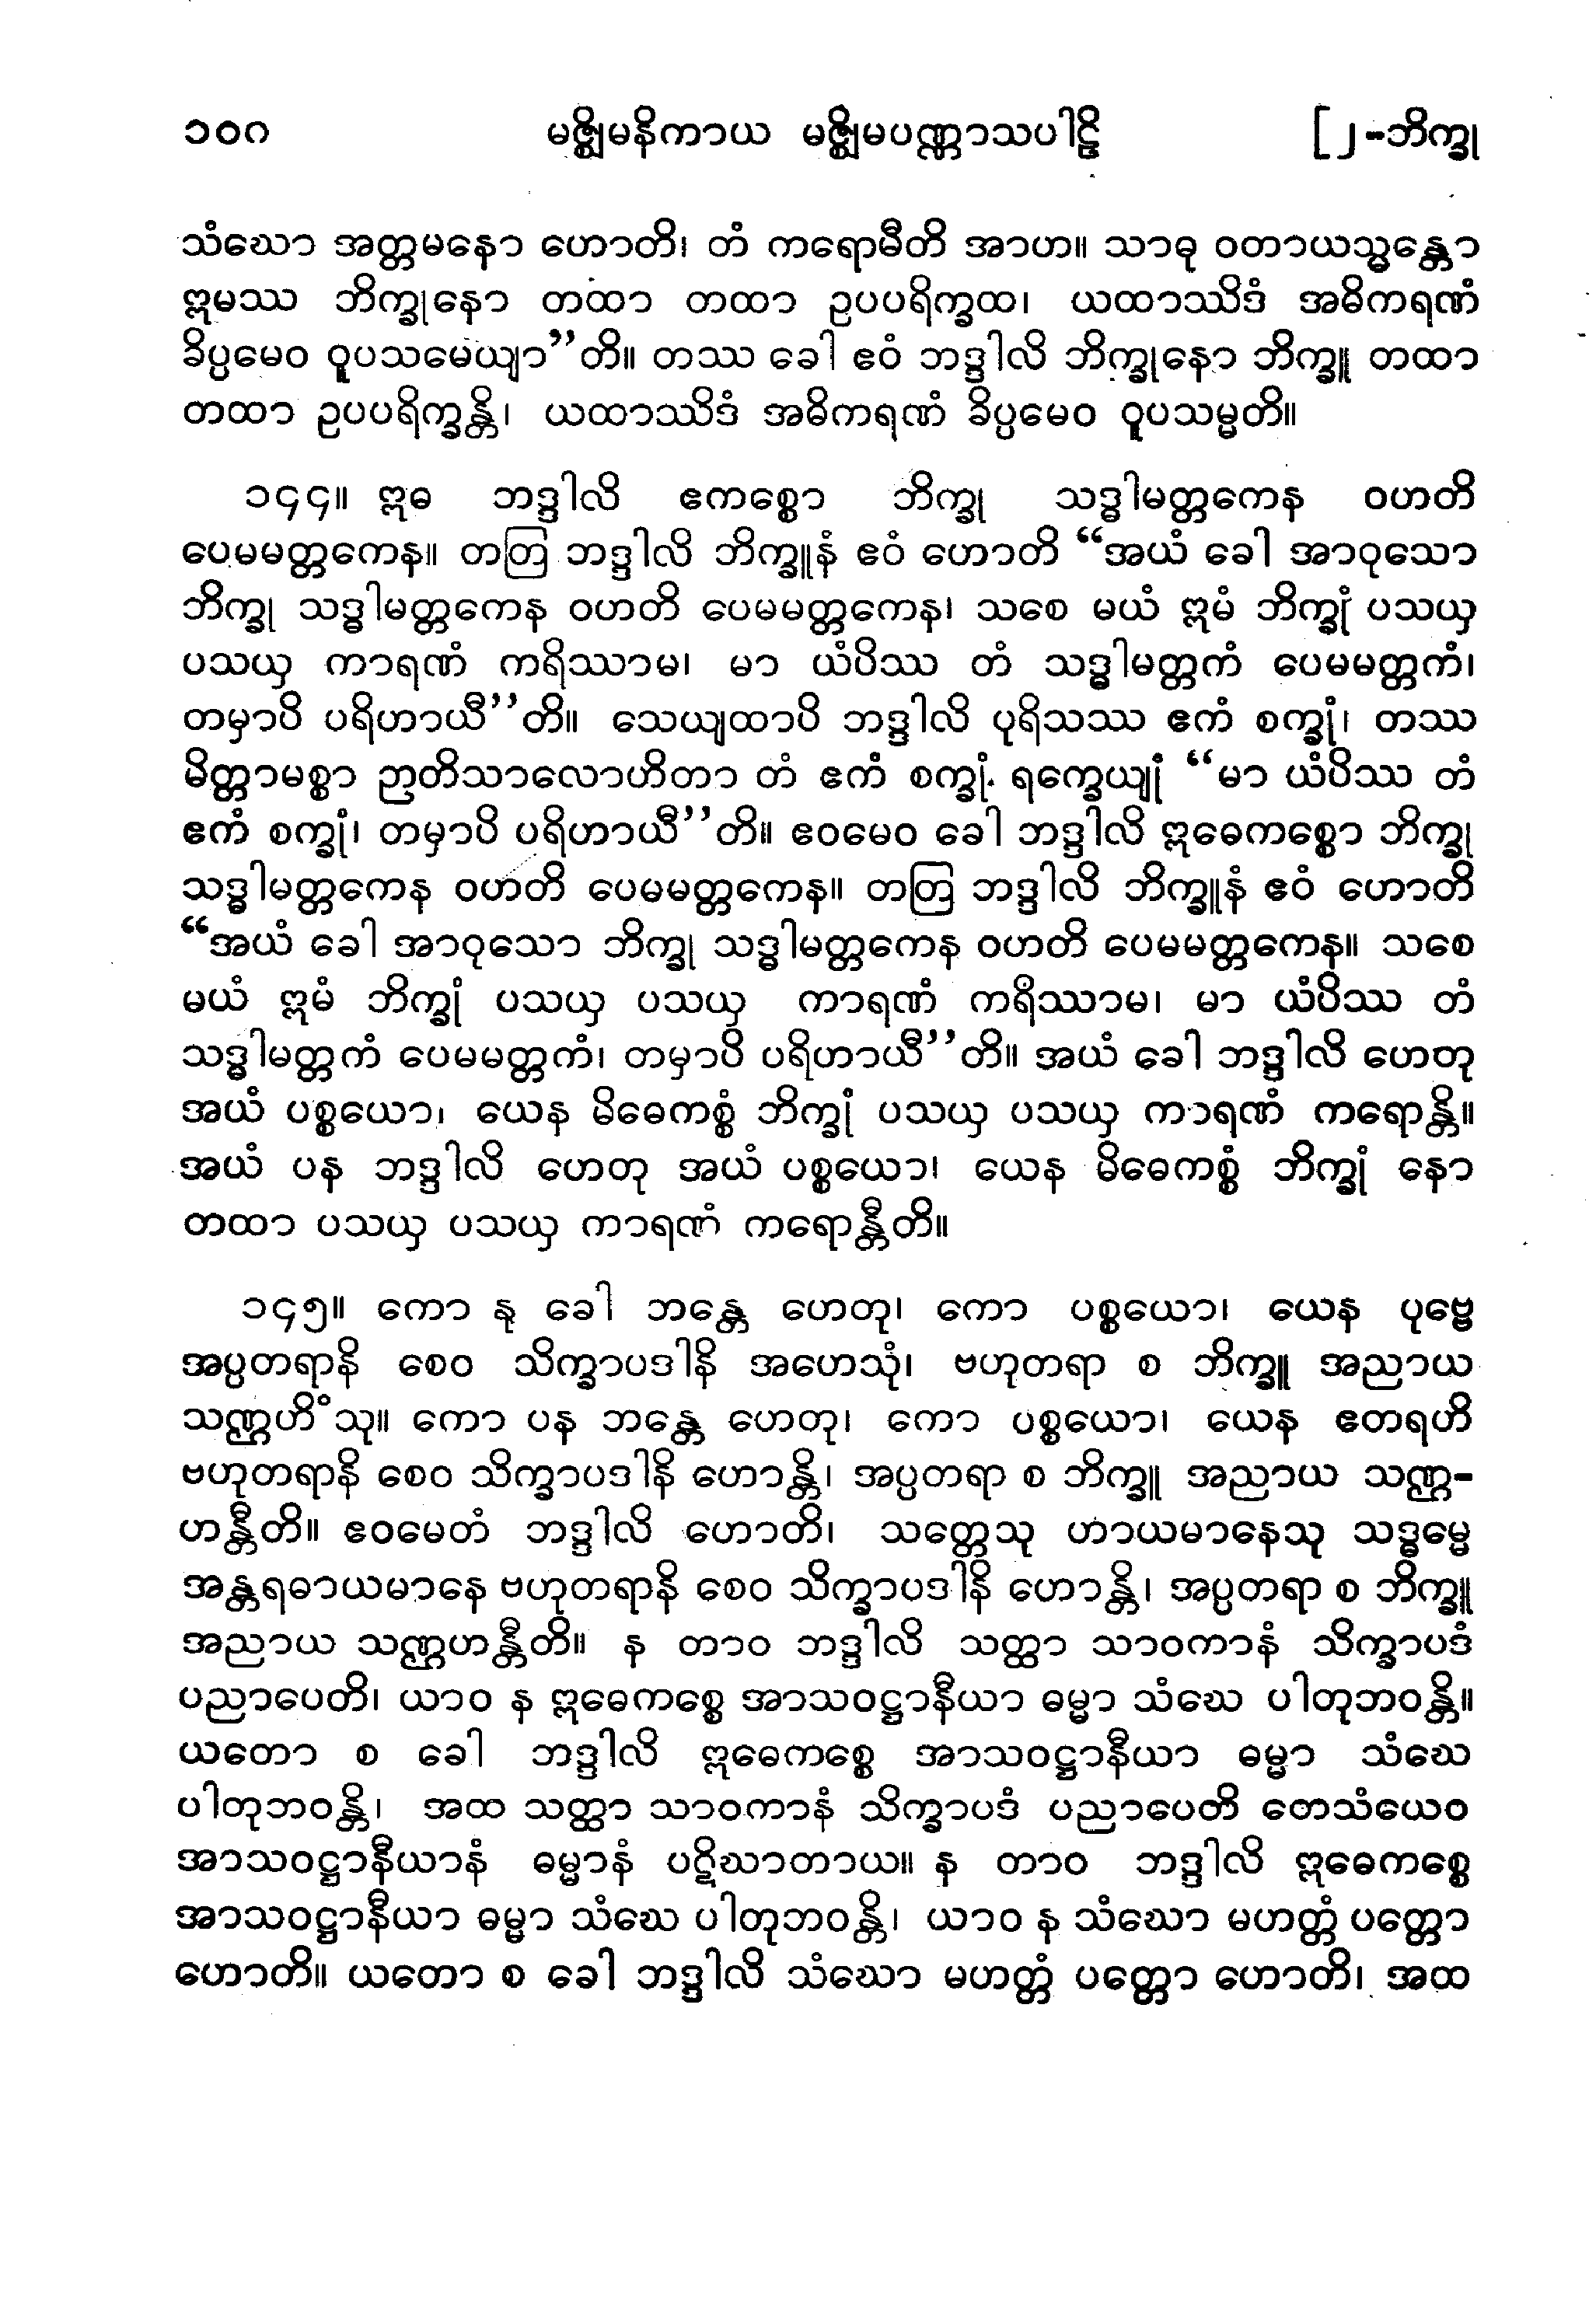 ၁၀၈ မဇ္ဈိမနိကာယ မဇ္ဈိမပဏ္ဏာသပါဠိ [၂-ဘိက္ခု
သံဃော အတ္တမနော ဟောတိ၊ တံ ကရောမီတိ အာဟ။ သာဓု ဝတာယသ္မန္တော
ဣမဿ ဘိက္ခုနော တထာ တထာ ဥပပရိက္ခထ၊ ယထာဿိဒံ အဓိကရဏံ
ခိပ္ပမေဝ ဝူပသမေယျာ”တိ။ တဿ ခေါ ဧဝံ ဘဒ္ဒါလိ ဘိက္ခုနော ဘိက္ခူ တထာ
တထာ ဥပပရိက္ခန္တိ၊ ယထာဿိဒံ အဓိကရဏံ ခိပ္ပမေဝ ဝူပသမ္မတိ။
၁၄၄။ ဣဓ ဘဒ္ဒါလိ ဧကစ္စော ဘိက္ခု သဒ္ဓါမတ္တကေန ဝဟတိ
ပေမမတ္တကေန။ တတြ ဘဒ္ဒါလိ ဘိက္ခူနံ ဧဝံ ဟောတိ “အယံ ခေါ အာဝုသော
ဘိက္ခု သဒ္ဓါမတ္တကေန ဝဟတိ ပေမမတ္တကေန၊ သစေ မယံ ဣမံ ဘိက္ခုံ ပသယှ
ပသယှ ကာရဏံ ကရိဿာမ၊ မာ ယံပိဿ တံ သဒ္ဓါမတ္တကံ ပေမမတ္တကံ၊
တမှာပိ ပရိဟာယီ”တိ။ သေယျထာပိ ဘဒ္ဒါလိ ပုရိသဿ ဧကံ စက္ခုံ၊ တဿ
မိတ္တာမစ္စာ ဉာတိသာလောဟိတာ တံ ဧကံ စက္ခုံ ရက္ခေယျုံ “မာ ယံပိဿ တံ
ဧကံ စက္ခုံ၊ တမှာပိ ပရိဟာယီ”တိ။ ဧဝမေဝ ခေါ ဘဒ္ဒါလိ ဣဓေကစ္စော ဘိက္ခု
သဒ္ဓါမတ္တကေန ဝဟတိ ပေမမတ္တကေန။ တတြ ဘဒ္ဒါလိ ဘိက္ခူနံ ဧဝံ ဟောတိ
“အယံ ခေါ အာဝုသော ဘိက္ခု သဒ္ဓါမတ္တကေန ဝဟတိ ပေမမတ္တကေန။ သစေ
မယံ ဣမံ ဘိက္ခုံ ပသယှ ပသယှ ကာရဏံ ကရိဿာမ၊ မာ ယံပိဿ တံ
သဒ္ဓါမတ္တကံ ပေမမတ္တကံ၊ တမှာပိ ပရိဟာယီ”တိ။ အယံ ခေါ ဘဒ္ဒါလိ ဟေတု
အယံ ပစ္စယော၊ ယေန မိဓေကစ္စံ ဘိက္ခုံ ပသယှ ပသယှ ကာရဏံ ကရောန္တိ။
အယံ ပန ဘဒ္ဒါလိ ဟေတု အယံ ပစ္စယော၊ ယေန မိဓေကစ္စံ ဘိက္ခုံ နော
တထာ ပသယှ ပသယှ ကာရဏံ ကရောန္တီတိ။
၁၄၅။ ကော နု ခေါ ဘန္တေ ဟေတု၊ ကော ပစ္စယော၊ ယေန ပုဗ္ဗေ
အပ္ပတရာနိ စေဝ သိက္ခာပဒါနိ အဟေသုံ၊ ဗဟုတရာ စ ဘိက္ခူ အညာယ
သဏ္ဌဟိံသု။ ကော ပန ဘန္တေ ဟေတု၊ ကော ပစ္စယော၊ ယေန ဧတရဟိ
ဗဟုတရာနိ စေဝ သိက္ခာပဒါနိ ဟောန္တိ၊ အပ္ပတရာ စ ဘိက္ခူ အညာယ သဏ္ဌ-
ဟန္တီတိ။ ဧဝမေတံ ဘဒ္ဒါလိ ဟောတိ၊ သတ္တေသု ဟာယမာနေသု သဒ္ဓမ္မေ
အန္တရဓာယမာနေ ဗဟုတရာနိ စေဝ သိက္ခာပဒါနိ ဟောန္တိ၊ အပ္ပတရာ စ ဘိက္ခူ
အညာယ သဏ္ဌဟန္တီတိ။ န တာဝ ဘဒ္ဒါလိ သတ္ထာ သာဝကာနံ သိက္ခာပဒံ
ပညာပေတိ၊ ယာဝ န ဣဓေကစ္စေ အာသဝဋ္ဌာနီယာ ဓမ္မာ သံဃေ ပါတုဘဝန္တိ။
ယတော စ ခေါ ဘဒ္ဒါလိ ဣဓေကစ္စေ အာသဝဋ္ဌာနီယာ ဓမ္မာ သံဃေ
ပါတုဘဝန္တိ၊ အထ သတ္ထာ သာဝကာနံ သိက္ခာပဒံ ပညာပေတိ တေသံယေဝ
အာသဝဋ္ဌာနီယာနံ ဓမ္မာနံ ပဋိဃာတာယ။ န တာဝ ဘဒ္ဒါလိ ဣဓေကစ္စေ
အာသဝဋ္ဌာနီယာ ဓမ္မာ သံဃေ ပါတုဘဝန္တိ၊ ယာဝ န သံဃော မဟတ္တံ ပတ္တော
ဟောတိ။ ယတော စ ခေါ ဘဒ္ဒါလိ သံဃော မဟတ္တံ ပတ္တော ဟောတိ၊ အထ